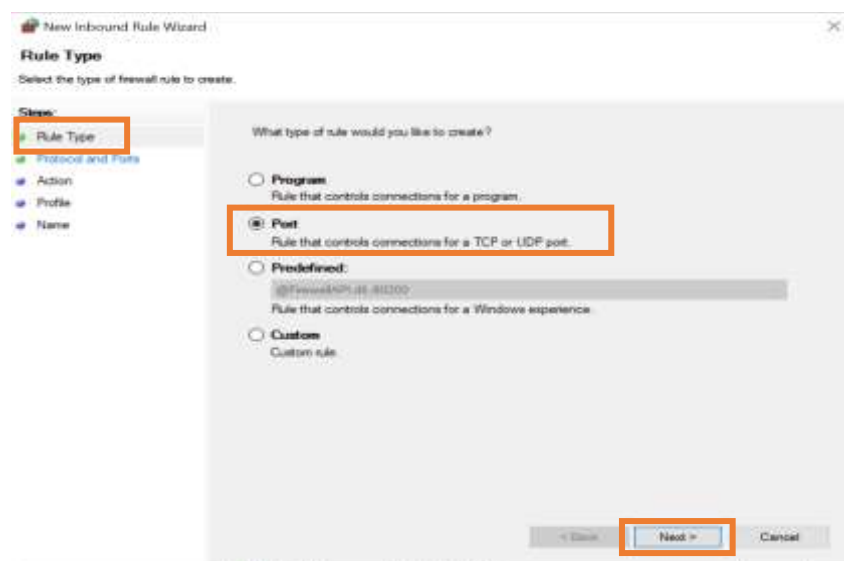 New Inbound Rule Wizard
Rule Type
Select the type of firewall rule to create.
Steps:
Rule Type
Protocol and Ports
Action
Profile
Name
What type of rule would you like to create?
Program
Rule that controls connections for a program.
Port
Rule that controls connections for a TCP or UDP port.
Predefined:
@FirewallAPI.dll,-80200
Rule that controls connections for a Windows experience.
Custom
Custom rule.
< Back
Next >
Cancel